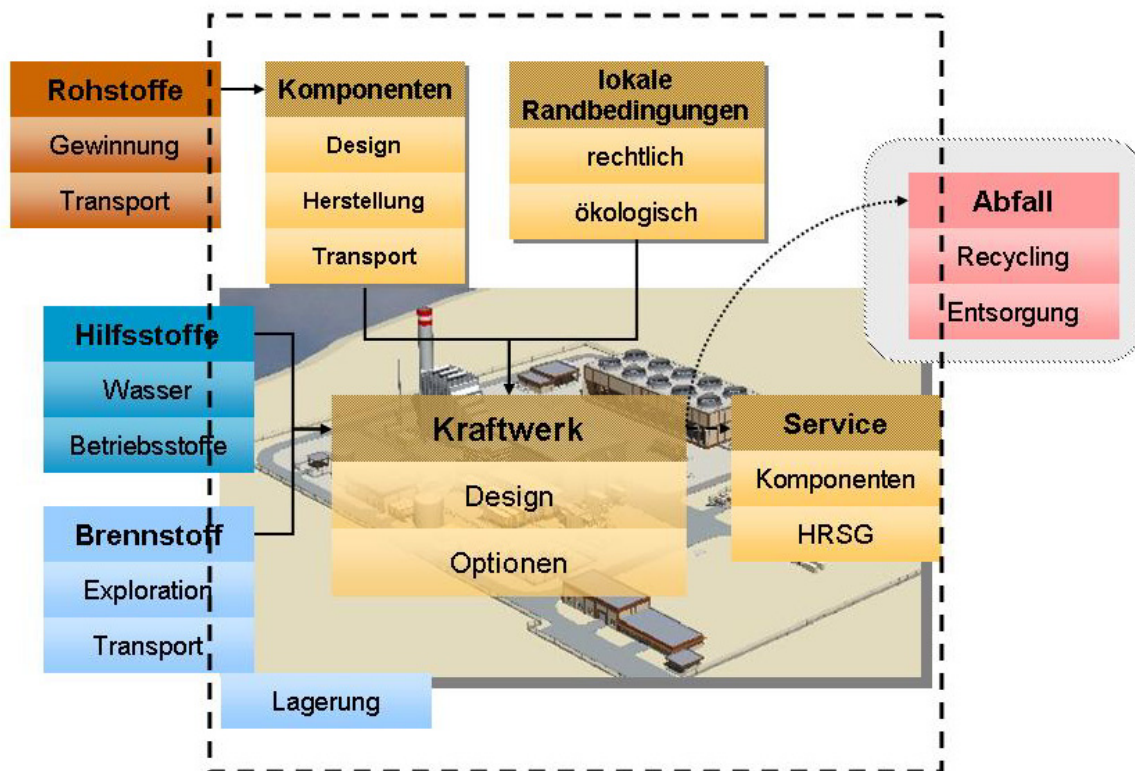 Rohstoffe
Gewinnung
Transport
Komponenten
Design
Herstellung
Transport
lokale
Randbedingungen
rechtlich
ökologisch
Abfall
Recycling
Entsorgung
Hilfsstoffe
Wasser
Betriebsstoffe
Brennstoff
Exploration
Transport
Lagerung
Kraftwerk
Design
Optionen
Service
Komponenten
HRSG